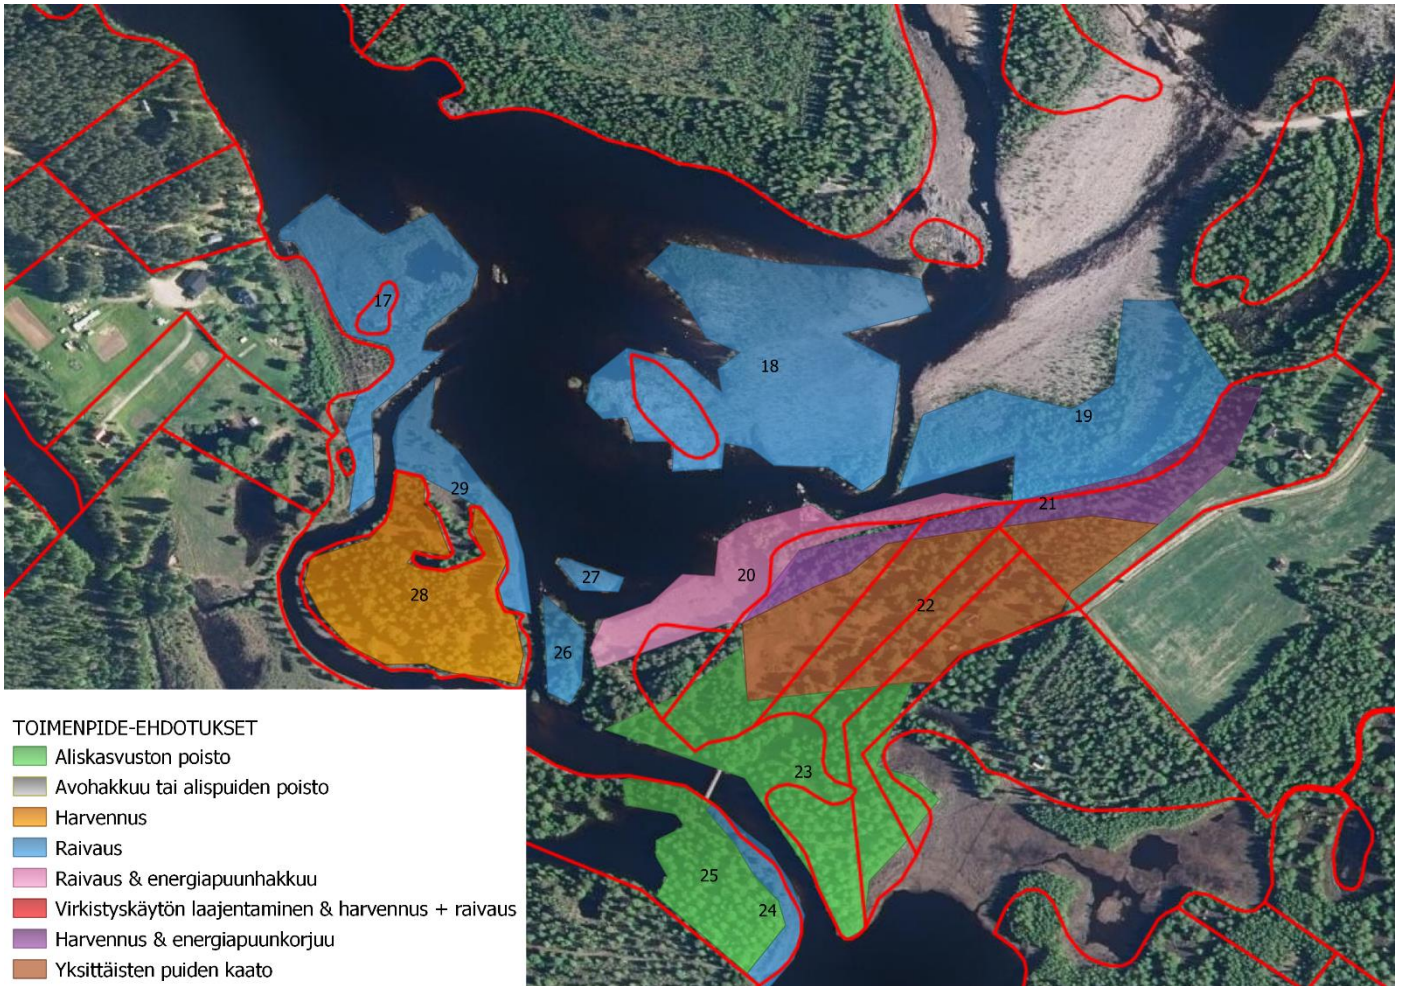 17
18
19
29
21
20
27
28
22
26
23
25
24
TOIMENPIDE-EHDOTUKSET
Aliskasvuston poisto
Avohakkuu tai alispuiden poisto
Harvennus
Raivaus
Raivaus & energiapuunhakkuu
Virkistyskäytön laajentaminen & harvennus + raivaus
Harvennus & energiapuunkorjuu
Yksittäisten puiden kaato